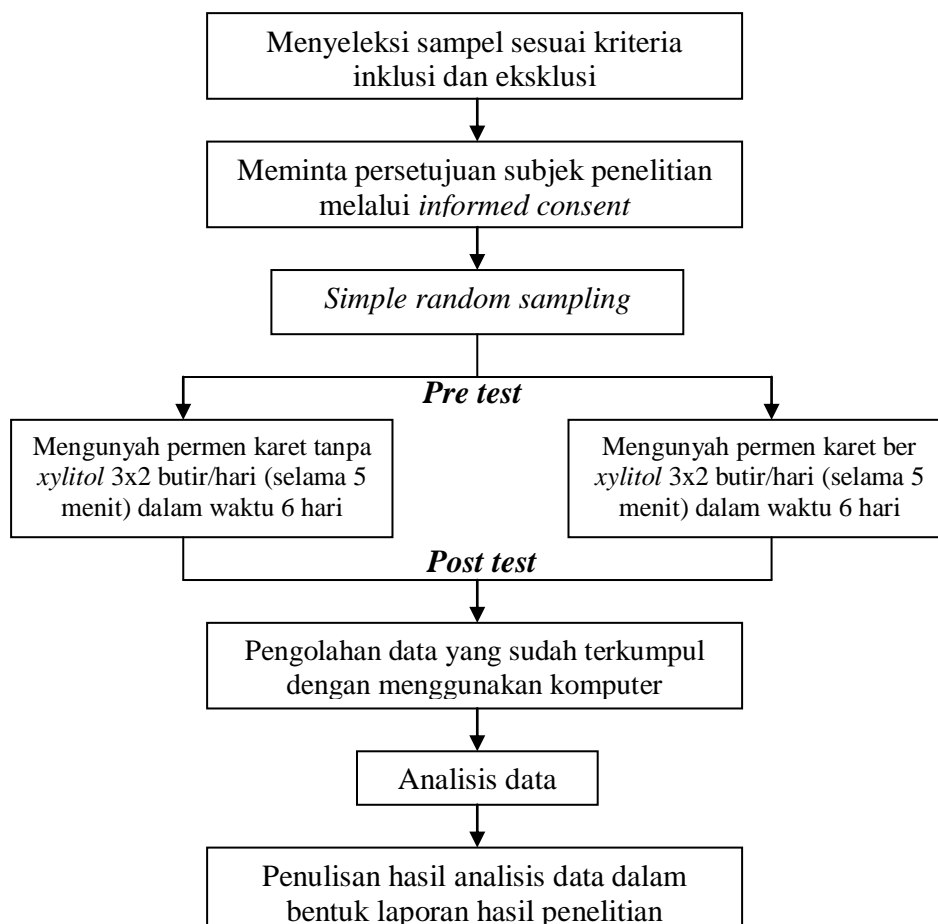 Menyeleksi sampel sesuai kriteria
inklusi dan eksklusi
Meminta persetujuan subjek penelitian
melalui informed consent
Simple random sampling
Pre test
Mengunyah permen karet tanpa
xylitol 3x2 butir/hari (selama 5
menit) dalam waktu 6 hari
Mengunyah permen karet ber
xylitol 3x2 butir/hari (selama 5
menit) dalam waktu 6 hari
Post test
Pengolahan data yang sudah terkumpul
dengan menggunakan komputer
Analisis data
Penulisan hasil analisis data dalam
bentuk laporan hasil penelitian